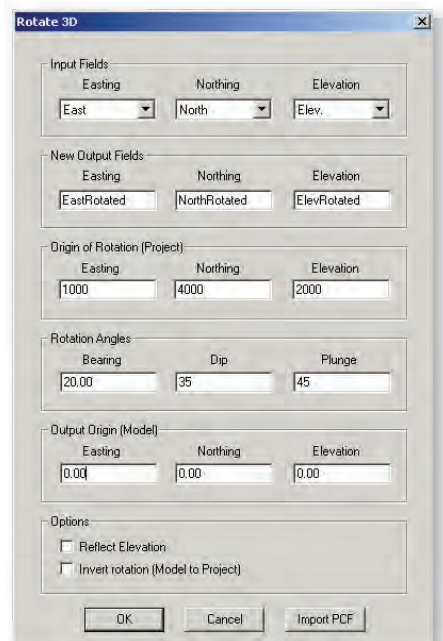 Rotate 3D
Input Fields
Easting Northing Elevation
East North Elev.
New Output Fields
Easting Northing Elevation
EastRotated NorthRotated ElevRotated
Origin of Rotation (Project)
Easting Northing Elevation
1000 4000 2000
Rotation Angles
Bearing Dip Plunge
20.00 35 45
Output Origin (Model)
Easting Northing Elevation
0.00 0.00 0.00
Options
Reflect Elevation
Invert rotation (Model to Project)
OK Cancel Import PCF